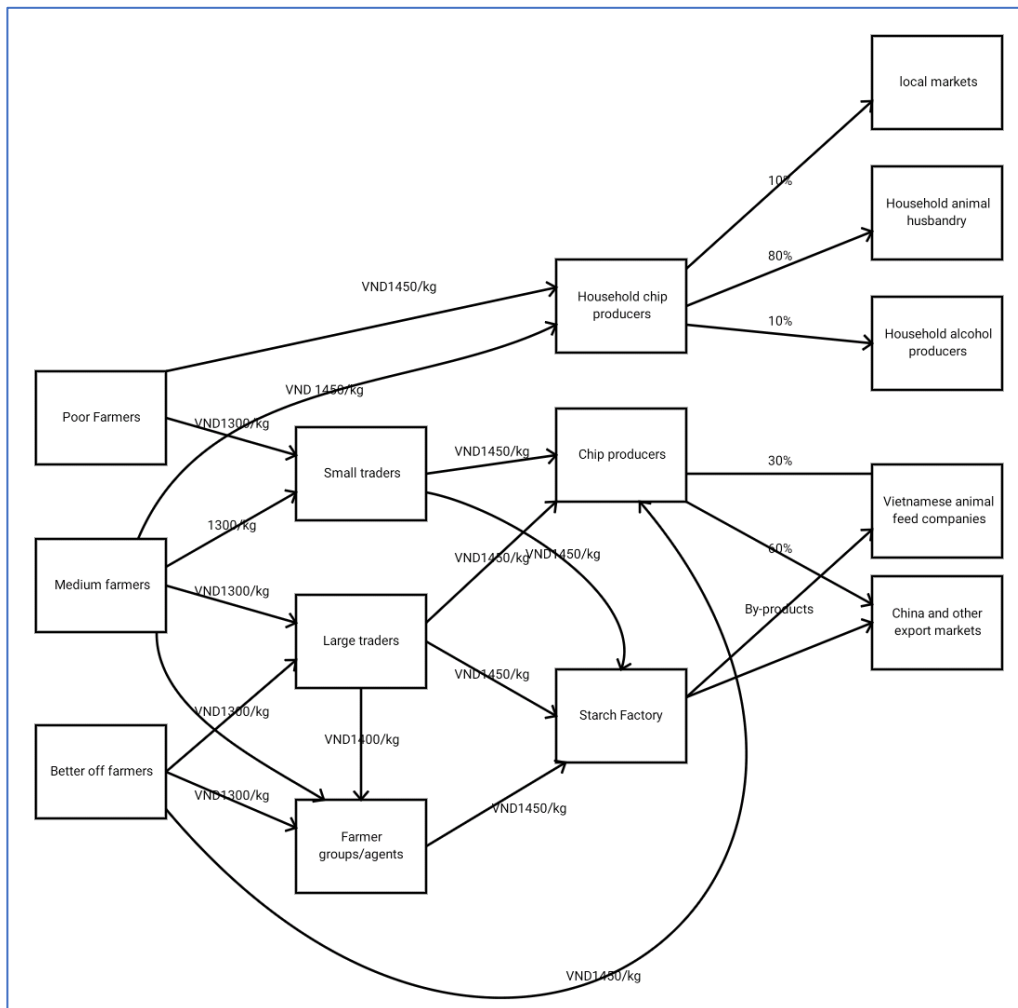 local markets
10%
Household animal
husbandry
80%
VND1450/kg
Household chip
producers
10%
Household alcohol
producers
VND 1450/kg
Poor Farmers
VND1300/kg
Small traders
VND1450/kg
Chip producers
30%
Vietnamese animal
feed companies
1300/kg
VND1450/kg
VND1450/kg
60%
Medium farmers
VND1300/kg
Large traders
By-products
China and other
export markets
VND1450/kg
VND1300/kg
Starch Factory
VND1400/kg
Better off farmers
VND1300/kg
VND1450/kg
Farmer
groups/agents
VND1450/kg